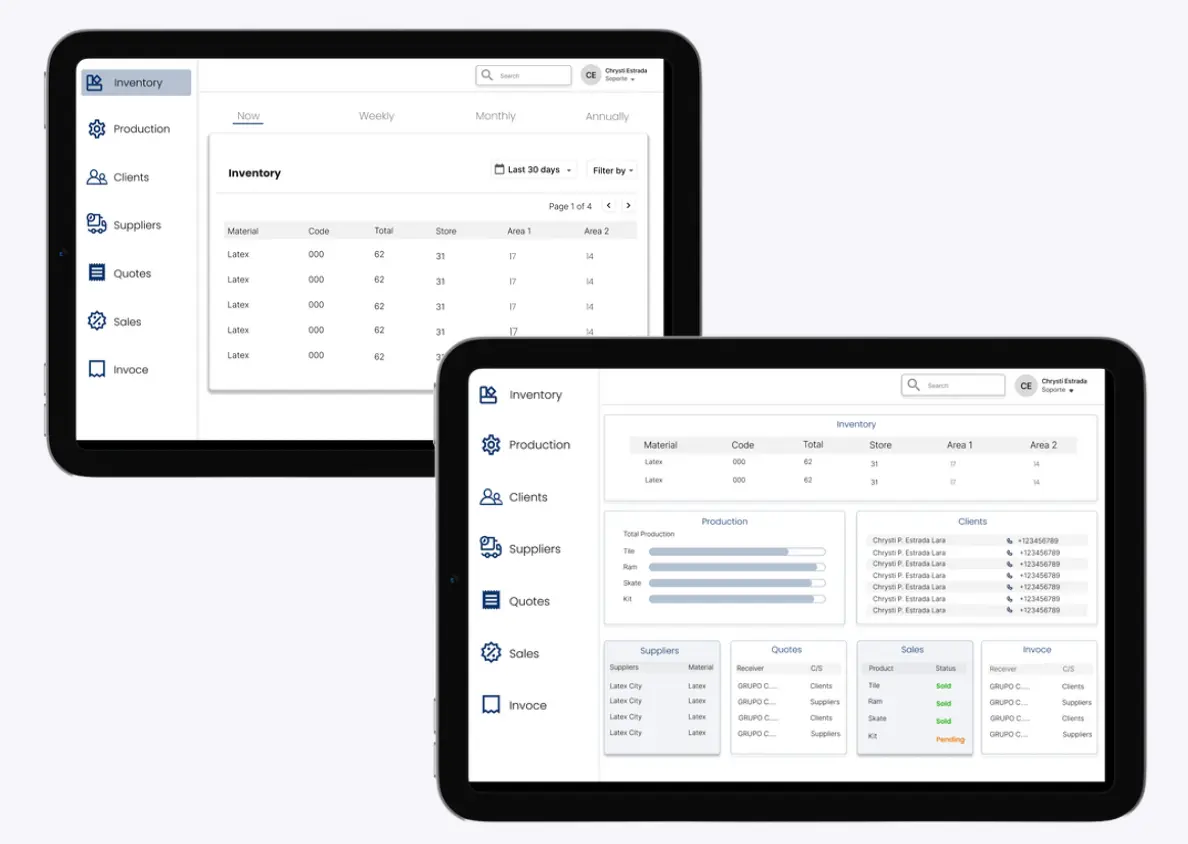 Inventory
Production
Clients
Suppliers
Quotes
Sales
Invoce
Search
CE
Chrysti Estrada
Soporte
Now Weekly Monthly Annually
Inventory
Last 30 days
Filter by
Page 1 of 4
Material Code Total Store Area 1 Area 2
Latex 000 62 31 17 14
Latex 000 62 31 17 14
Latex 000 62 31 17 14
Latex 000 62 31 17 14
Latex 000 62
Inventory
Production
Clients
Suppliers
Quotes
Sales
Invoce
Search
CE
Chrysti Estrada
Soporte
Inventory
Material Code Total Store Area 1 Area 2
Latex 000 62 31 17 14
Latex 000 62 31 17 14
Production
Total Production
Tile
Ram
Skate
Kit
Clients
Chrysti P. Estrada Lara +123456789
Chrysti P. Estrada Lara +123456789
Chrysti P. Estrada Lara +123456789
Chrysti P. Estrada Lara +123456789
Chrysti P. Estrada Lara +123456789
Chrysti P. Estrada Lara +123456789
Chrysti P. Estrada Lara +123456789
Suppliers
Suppliers Material
Latex City Latex
Latex City Latex
Latex City Latex
Latex City Latex
Quotes
Receiver C/S
GRUPO C.... Clients
GRUPO C.... Suppliers
GRUPO C.... Clients
GRUPO C.... Suppliers
Sales
Product Status
Tile Sold
Ram Sold
Skate Sold
Kit Pending
Invoce
Receiver C/S
GRUPO C.... Clients
GRUPO C.... Suppliers
GRUPO C.... Clients
GRUPO C.... Suppliers